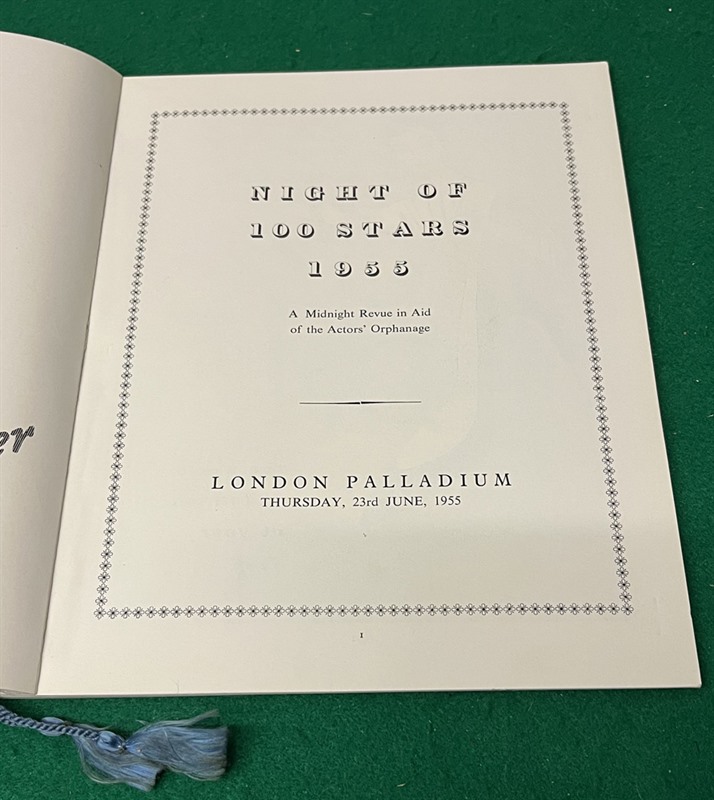 NIGHT OF
100 STARS
1955
A Midnight Revue in Aid
of the Actors' Orphanage
LONDON PALLADIUM
THURSDAY, 23rd JUNE, 1955
1